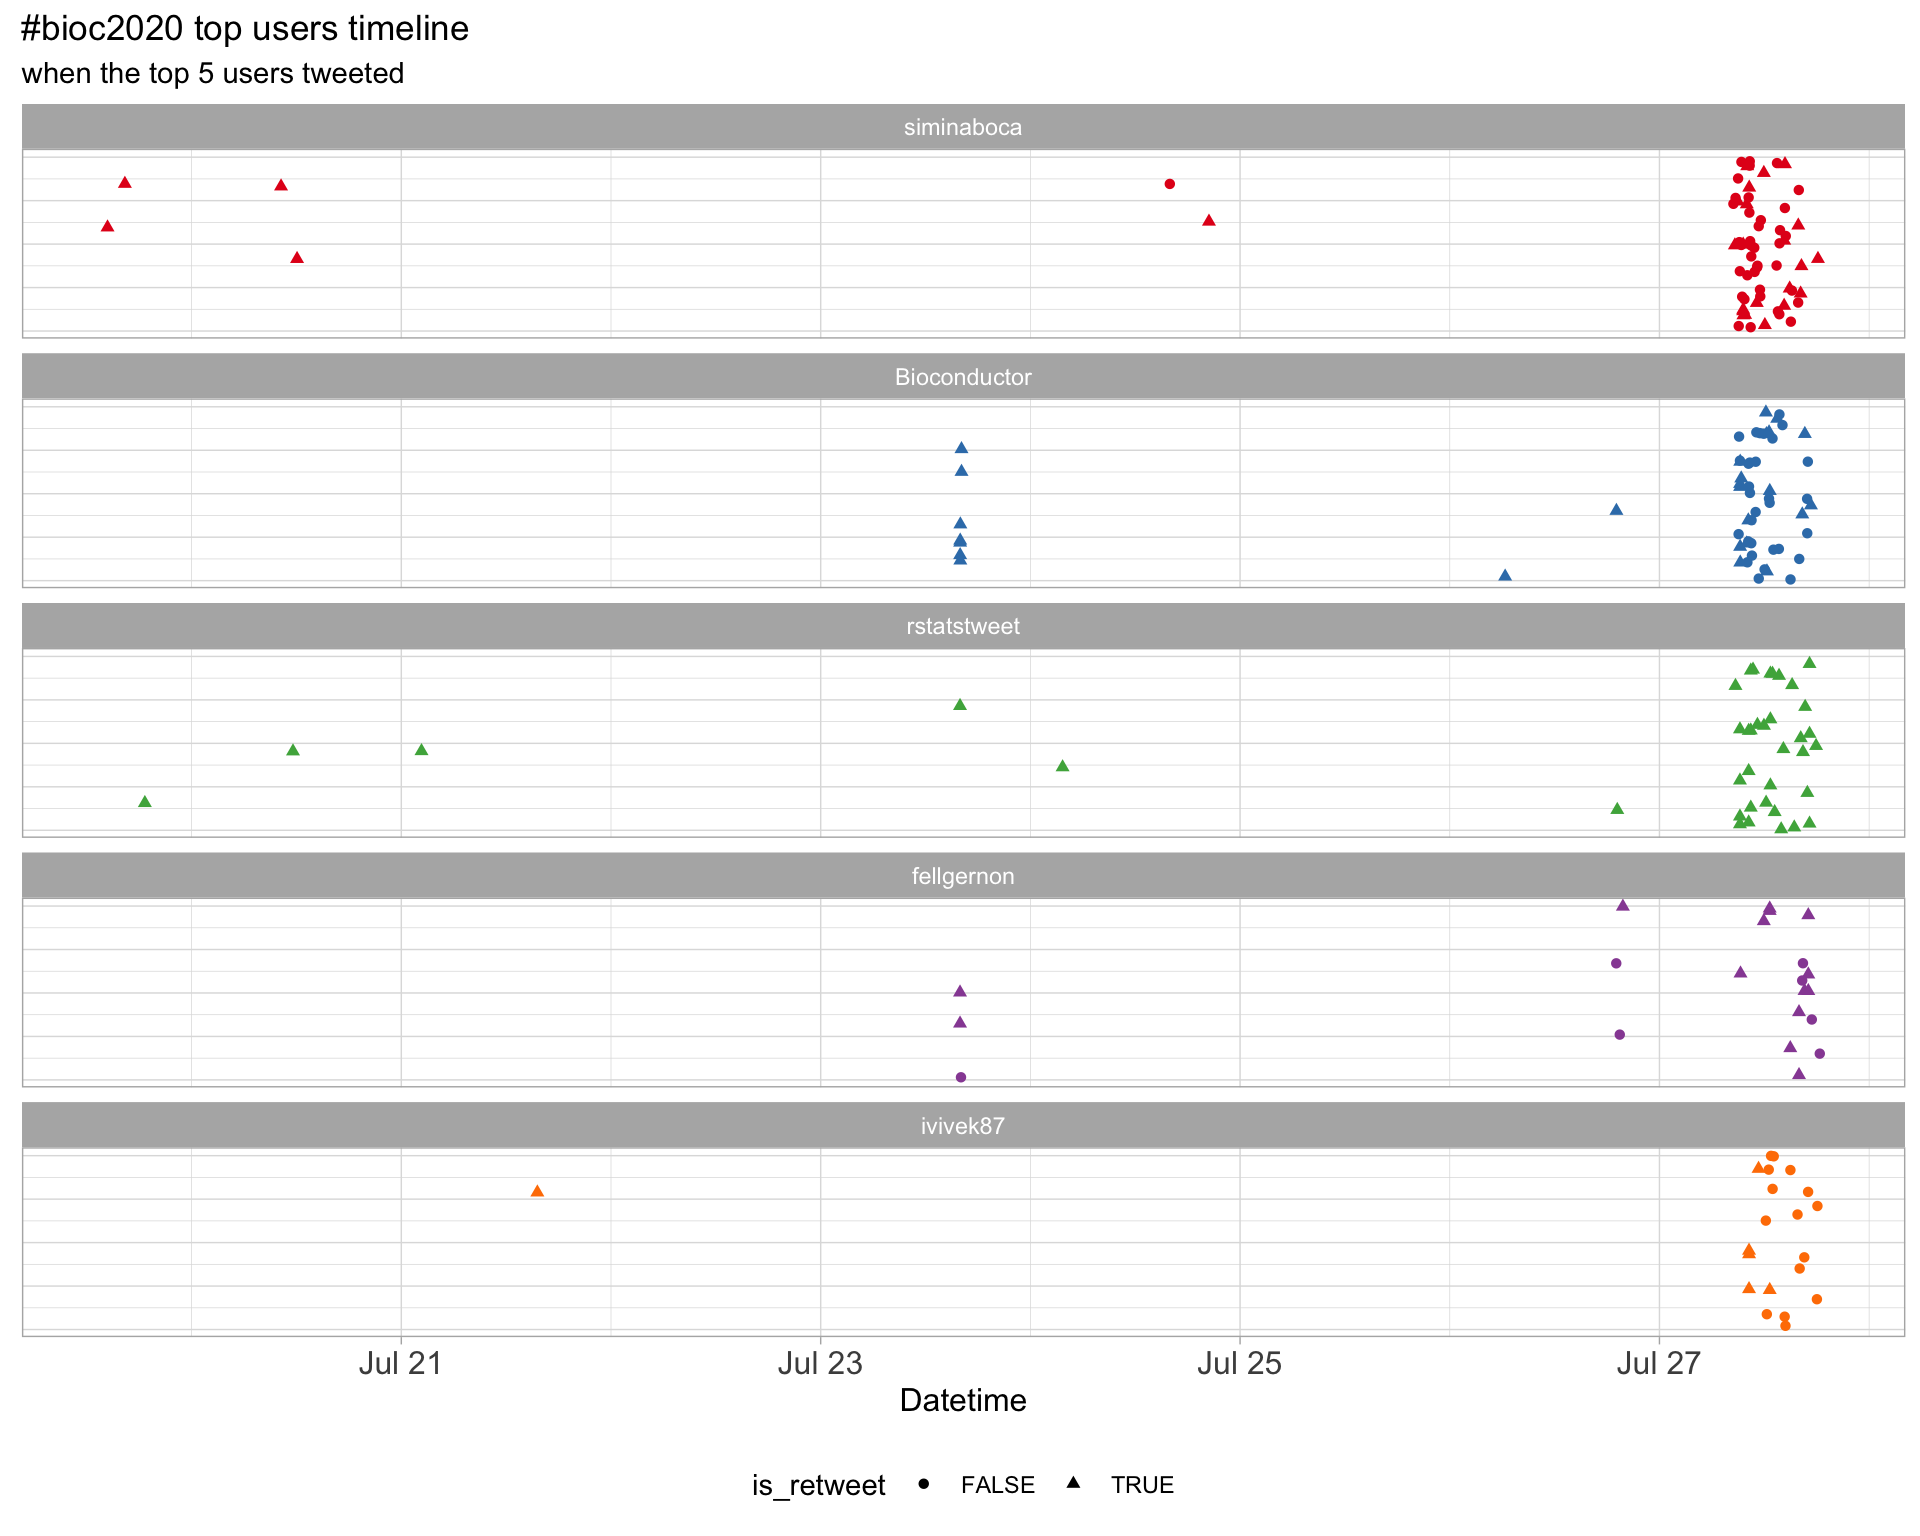 #bioc2020 top users timeline
when the top 5 users tweeted
siminaboca
Bioconductor
rstatstweet
fellgernon
ivivek87
Jul 21 Jul 23 Jul 25 Jul 27
Datetime
is_retweet FALSE TRUE